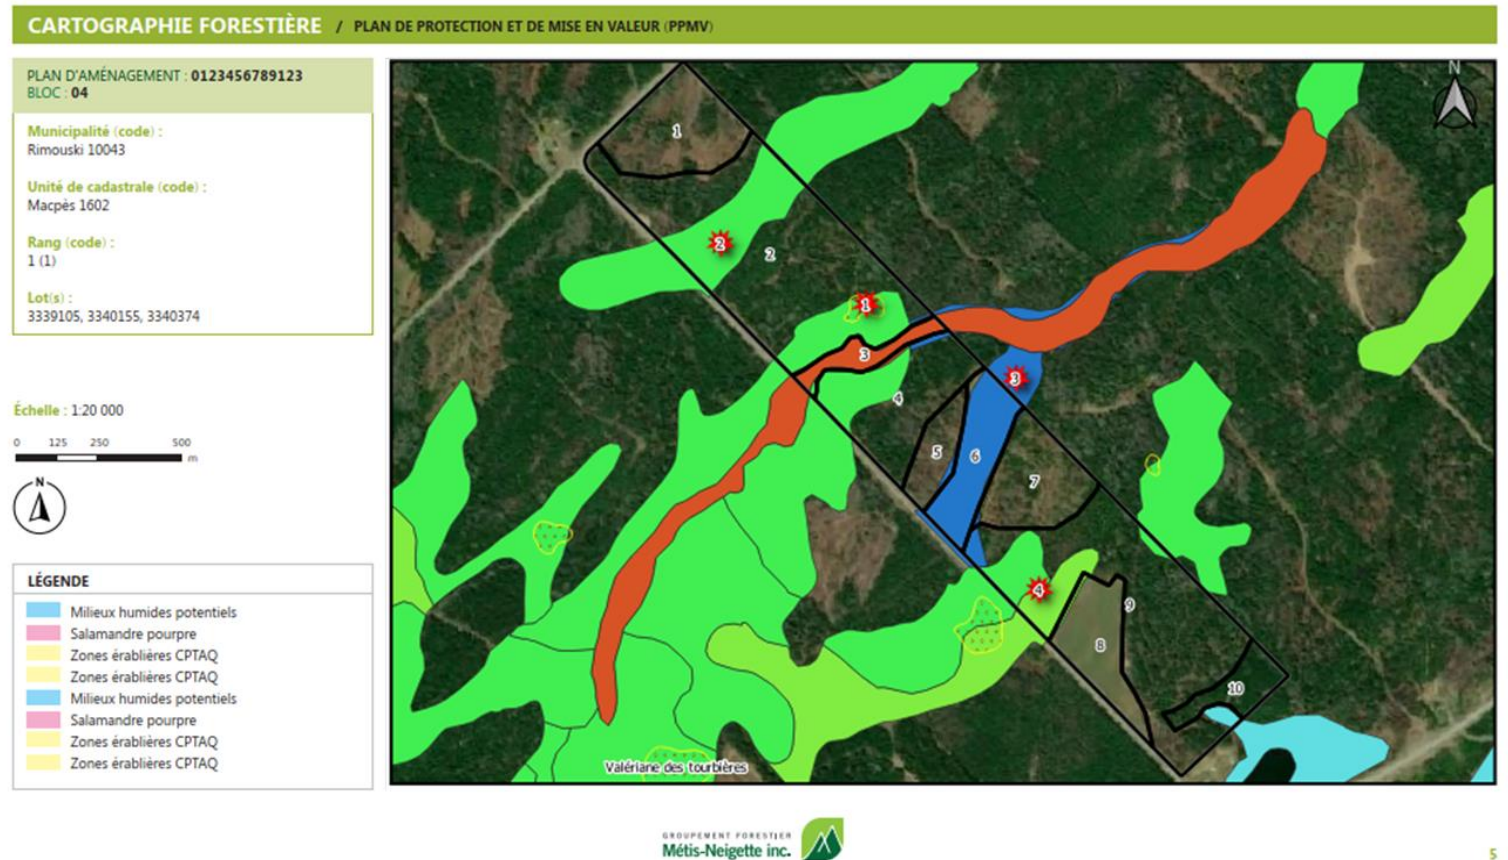 CARTOGRAPHIE FORESTIÈRE / PLAN DE PROTECTION ET DE MISE EN VALEUR (PPMV)
PLAN D'AMÉNAGEMENT : 0123456789123
BLOC : 04
Municipalité (code) :
Rimouski 10043
Unité de cadastrale (code) :
Macpès 1602
Rang (code) :
1 (1)
Lot(s) :
3339105, 3340155, 3340374
Échelle : 1:20 000
0 125 250 500
m
N
LÉGENDE
Milieux humides potentiels
Salamandre pourpre
Zones érablières CPTAQ
Zones érablières CPTAQ
Milieux humides potentiels
Salamandre pourpre
Zones érablières CPTAQ
Zones érablières CPTAQ
N
1
2
2
1
3
3
4
5
6
7
4
9
8
10
Valériane des tourbières
GROUPEMENT FORESTIER
Métis-Neigette inc.
5